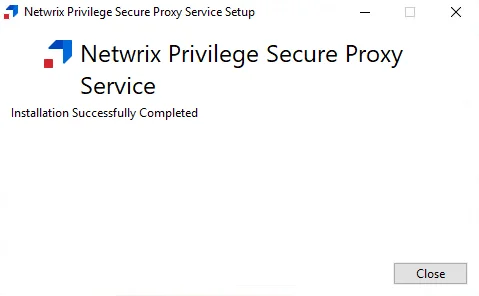 Netwrix Privilege Secure Proxy Service Setup
Netwrix Privilege Secure Proxy
Service
Installation Successfully Completed
Close